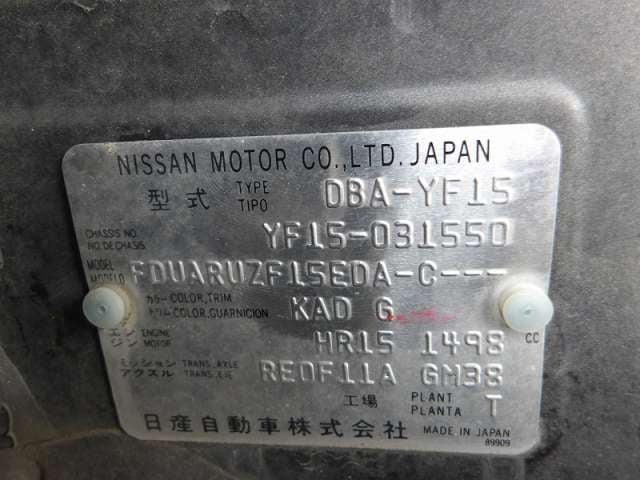 NISSAN MOTOR CO.,LTD. JAPAN
型式 TYPE TIPO DBA-YF15
CHASSIS NO. NO.DE CHASIS YF15-031550
MODEL MODELO FDUARUZF15EDA-C---
カラー COLOR,TRIM トリム COLOR,GUARNICION KAD G
エンジン ENGINE MOTOR HR15 1498 CC
ミッション アクスル TRANS.,AXLE TRANS.,EJE RE0F11A GM38
工場 PLANT PLANTA T
日産自動車株式会社 MADE IN JAPAN
89909